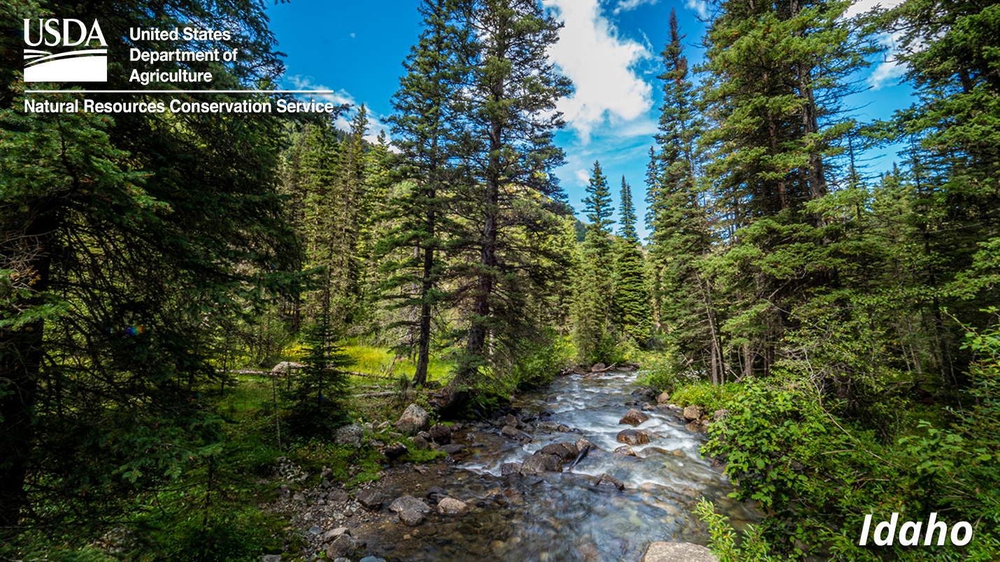 USDA
United States
Department of
Agriculture
Natural Resources Conservation Service
Idaho